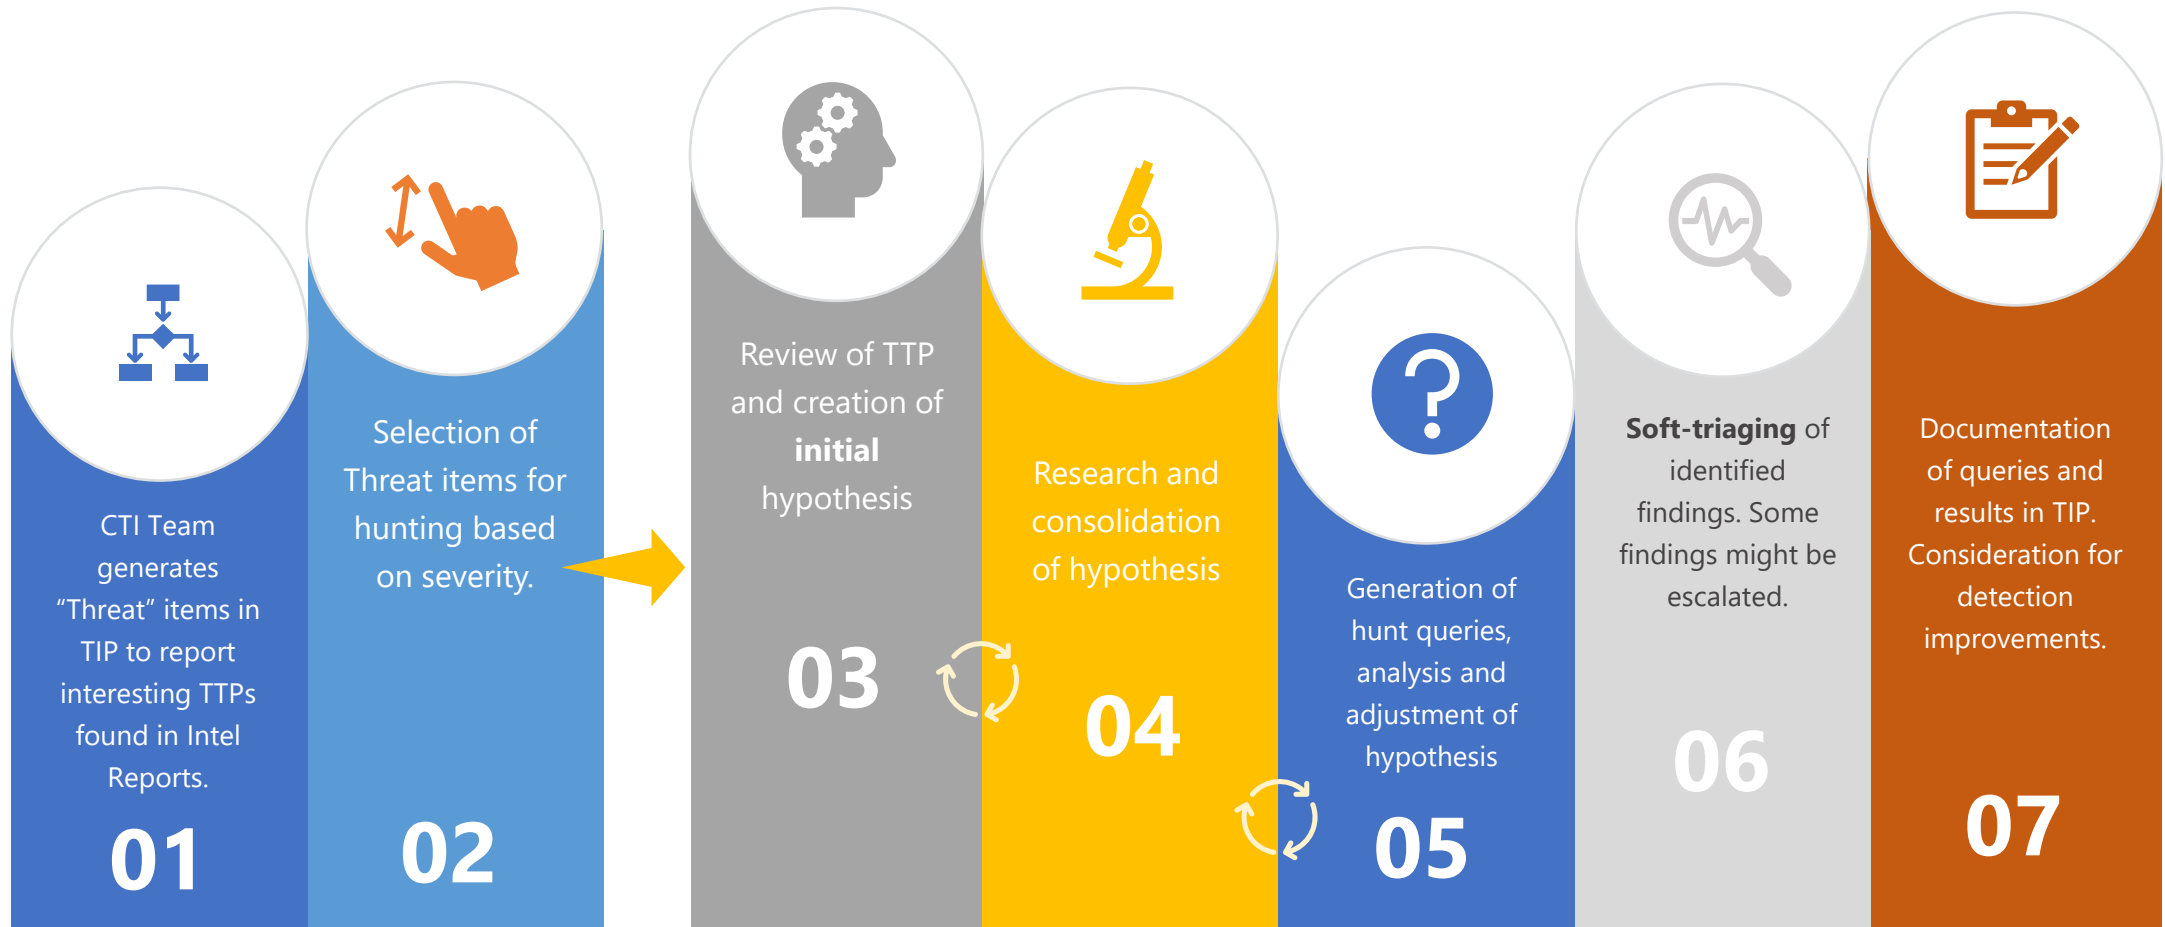 CTI Team
generates
“Threat” items in
TIP to report
interesting TTPs
found in Intel
Reports.
01
Selection of
Threat items for
hunting based
on severity.
02
Review of TTP
and creation of
initial
hypothesis
03
Research and
consolidation
of hypothesis
04
Generation of
hunt queries,
analysis and
adjustment of
hypothesis
05
Soft-triaging of
identified
findings. Some
findings might be
escalated.
06
Documentation
of queries and
results in TIP.
Consideration for
detection
improvements.
07